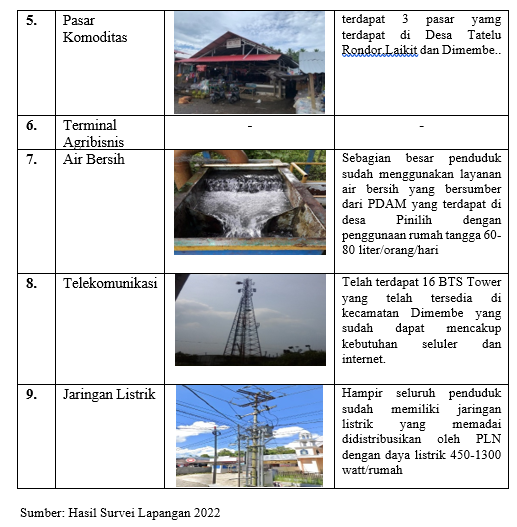 5. Pasar terdapat 3 pasar yamg
Komoditas terdapat di Desa Tatelu
Rondor,Laikit dan Dimembe..
6. Terminal - -
Agribisnis
7. Air Bersih Sebagian besar penduduk
sudah menggunakan layanan
air bersih yang bersumber
dari PDAM yang terdapat di
desa Pinilih dengan
penggunaan rumah tangga 60-
80 liter/orang/hari
8. Telekomunikasi Telah terdapat 16 BTS Tower
yang telah tersedia di
kecamatan Dimembe yang
sudah dapat mencakup
kebutuhan seluler dan
internet.
9. Jaringan Listrik Hampir seluruh penduduk
sudah memiliki jaringan
listrik yang memadai
didistribusikan oleh PLN
dengan daya listrik 450-1300
watt/rumah
Sumber: Hasil Survei Lapangan 2022